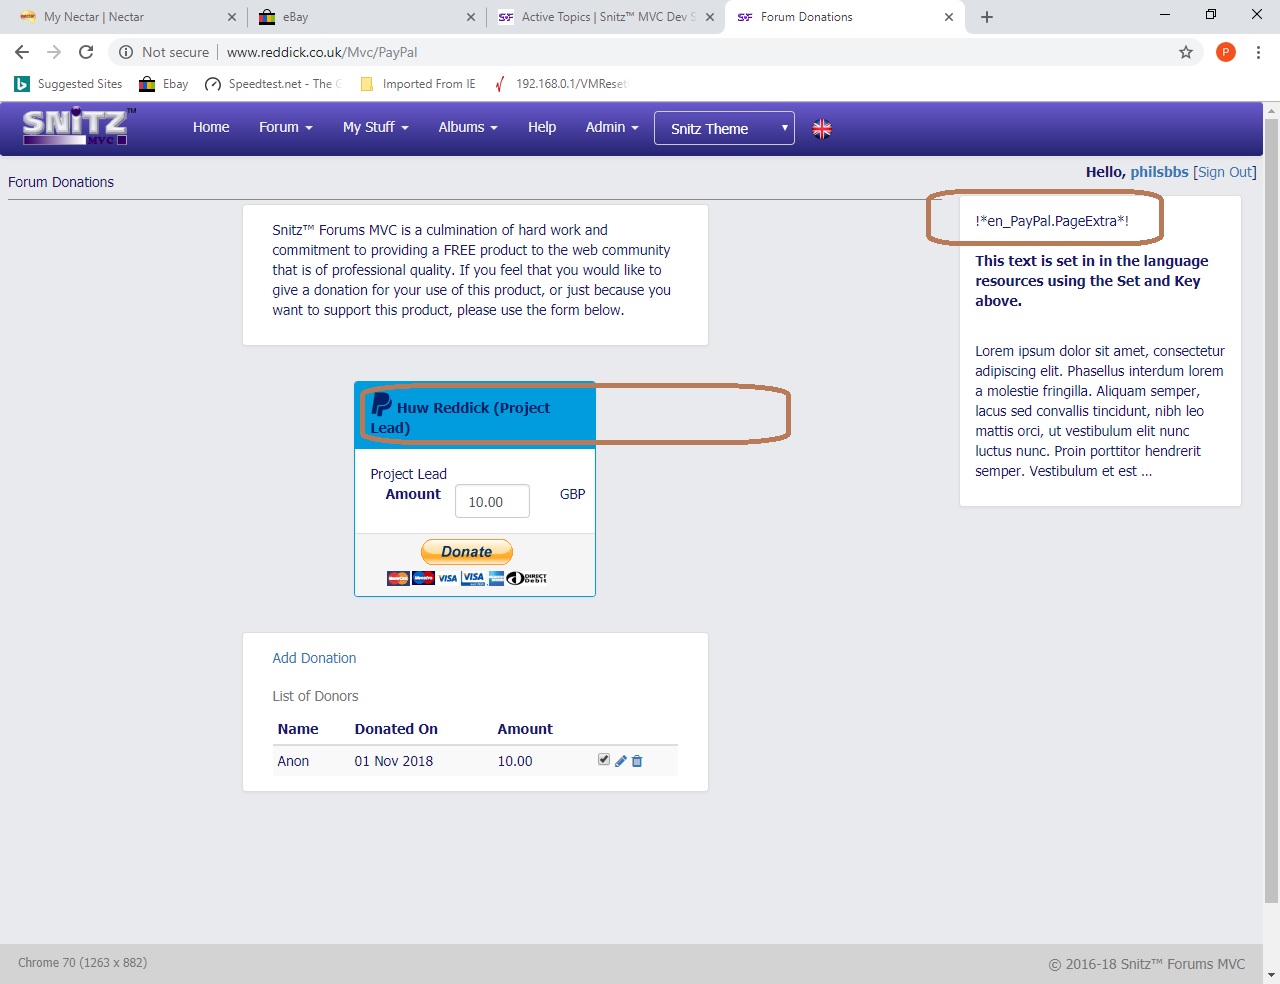 My Nectar | Nectar
eBay
Active Topics | Snitz™ MVC Dev S
Forum Donations
Not secure
www.reddick.co.uk/Mvc/PayPal
P
Suggested Sites
Ebay
Speedtest.net - The G
Imported From IE
192.168.0.1/VMReset
SNiTZ™
MVC
Home
Forum
My Stuff
Albums
Help
Admin
Snitz Theme
Hello, philsbbs [Sign Out]
Forum Donations
Snitz™ Forums MVC is a culmination of hard work and
commitment to providing a FREE product to the web community
that is of professional quality. If you feel that you would like to
give a donation for your use of this product, or just because you
want to support this product, please use the form below.
!*en_PayPal.PageExtra*!
This text is set in in the language
resources using the Set and Key
above.
Lorem ipsum dolor sit amet, consectetur
adipiscing elit. Phasellus interdum lorem
a molestie fringilla. Aliquam semper,
lacus sed convallis tincidunt, nibh leo
mattis orci, ut vestibulum elit nunc
luctus nunc. Proin porttitor hendrerit
semper. Vestibulum et est ...
Huw Reddick (Project
Lead)
Project Lead
Amount 10.00 GBP
Donate
VISA VISA DIRECT Debit
Add Donation
List of Donors
Name Donated On Amount
Anon 01 Nov 2018 10.00
Chrome 70 (1263 x 882)
© 2016-18 Snitz™ Forums MVC